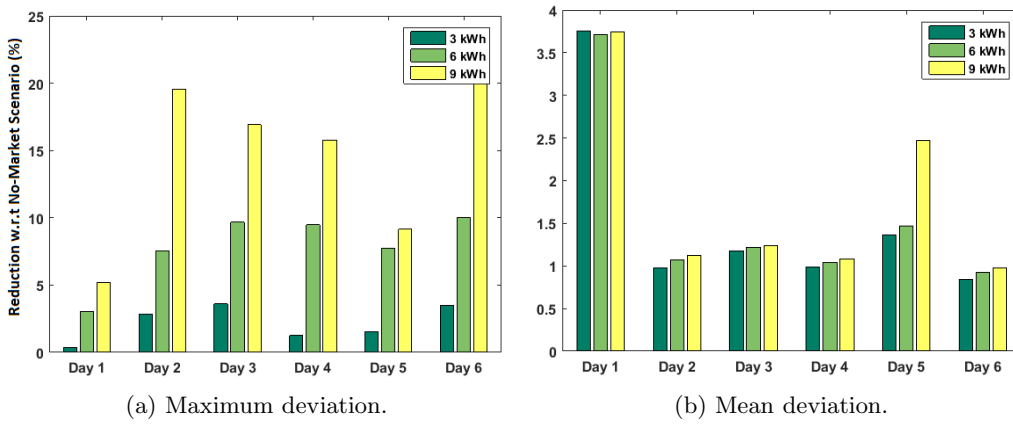 Reduction w.r.t No-Market Scenario (%)
25
20
15
10
5
0
3 kWh
6 kWh
9 kWh
Day 1 Day 2 Day 3 Day 4 Day 5 Day 6
(a) Maximum deviation.
4
3.5
3
2.5
2
1.5
1
0.5
0
3 kWh
6 kWh
9 kWh
Day 1 Day 2 Day 3 Day 4 Day 5 Day 6
(b) Mean deviation.